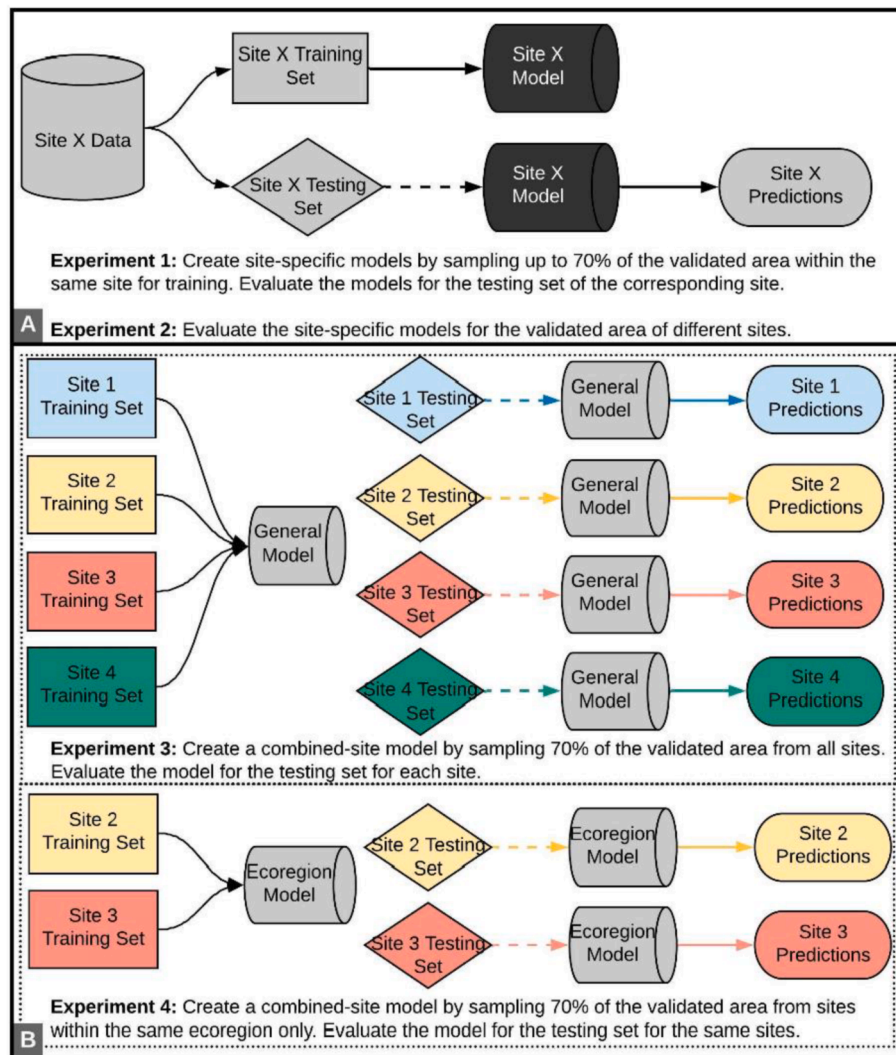 Site X Data
Site X Training
Set
Site X
Model
Site X Testing
Set
Site X
Model
Site X
Predictions
Experiment 1: Create site-specific models by sampling up to 70% of the validated area within the
same site for training. Evaluate the models for the testing set of the corresponding site.
A
Experiment 2: Evaluate the site-specific models for the validated area of different sites.
Site 1
Training Set
Site 2
Training Set
Site 3
Training Set
Site 4
Training Set
General
Model
Site 1 Testing
Set
General
Model
Site 1
Predictions
Site 2 Testing
Set
General
Model
Site 2
Predictions
Site 3 Testing
Set
General
Model
Site 3
Predictions
Site 4 Testing
Set
General
Model
Site 4
Predictions
Experiment 3: Create a combined-site model by sampling 70% of the validated area from all sites.
Evaluate the model for the testing set for each site.
Site 2
Training Set
Site 3
Training Set
Ecoregion
Model
Site 2 Testing
Set
Ecoregion
Model
Site 2
Predictions
Site 3 Testing
Set
Ecoregion
Model
Site 3
Predictions
Experiment 4: Create a combined-site model by sampling 70% of the validated area from sites
within the same ecoregion only. Evaluate the model for the testing set for the same sites.
B